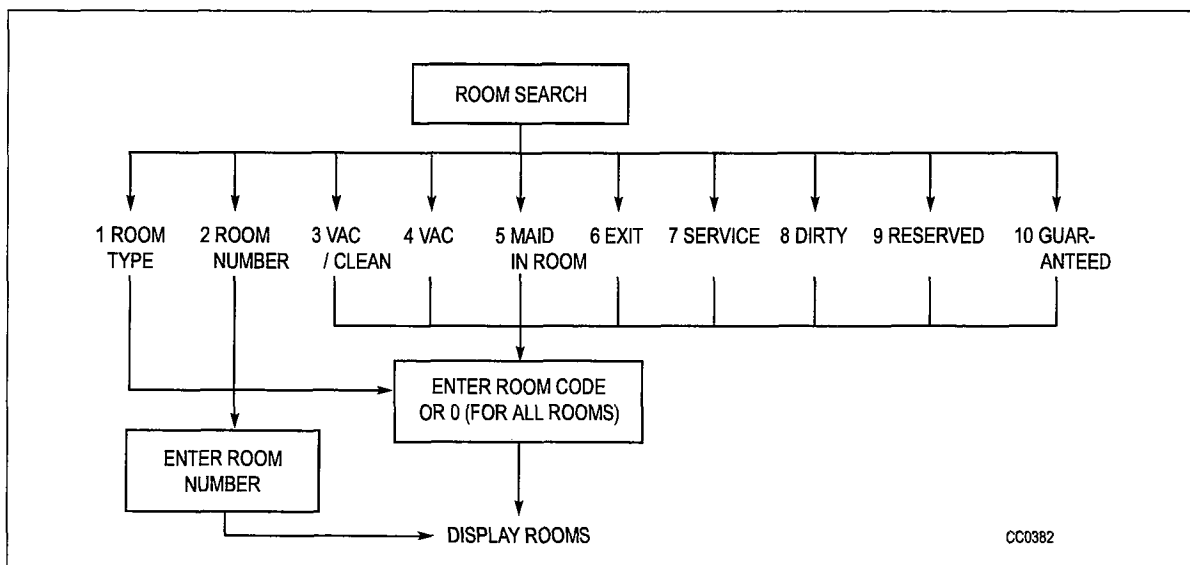 ROOM SEARCH
1 ROOM TYPE
2 ROOM NUMBER
3 VAC / CLEAN
4 VAC
5 MAID IN ROOM
6 EXIT
7 SERVICE
8 DIRTY
9 RESERVED
10 GUAR-
ANTEED
ENTER ROOM CODE
OR 0 (FOR ALL ROOMS)
ENTER ROOM
NUMBER
DISPLAY ROOMS
CC0382